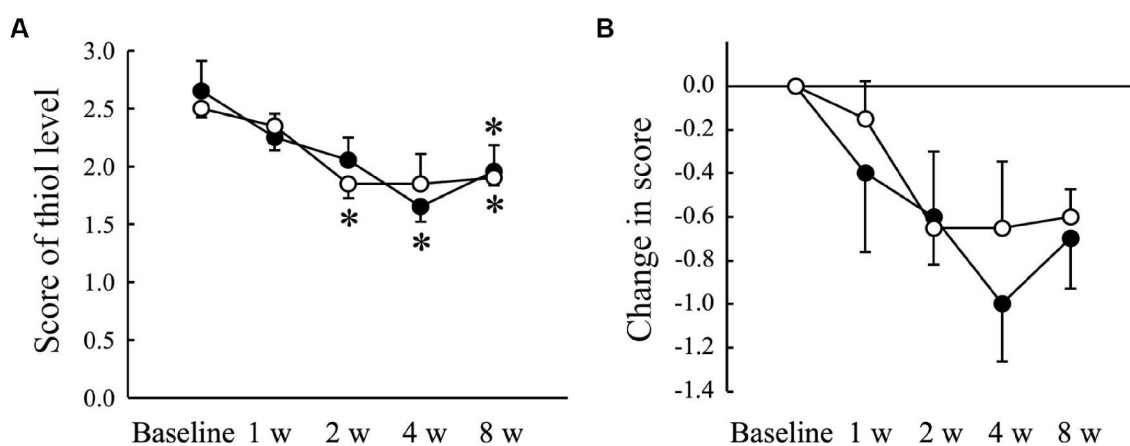 A
Score of thiol level
3.0
2.5
2.0
1.5
1.0
0.5
0.0
* * * *
Baseline 1 w 2 w 4 w 8 w
B
Change in score
0.0
-0.2
-0.4
-0.6
-0.8
-1.0
-1.2
-1.4
Baseline 1 w 2 w 4 w 8 w